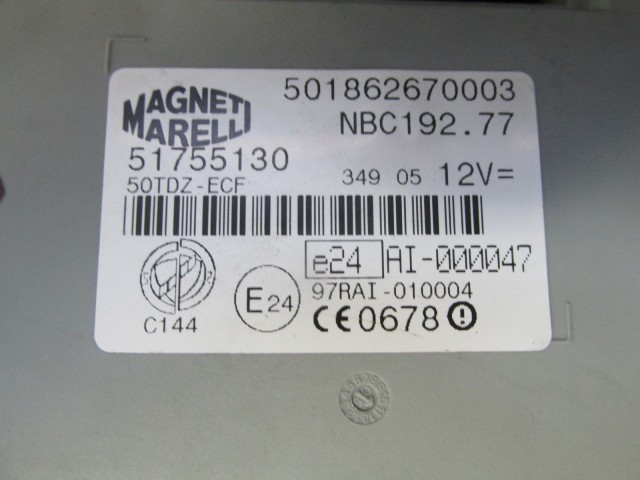 MAGNETI
MARELLI
501862670003
NBC192.77
51755130
50TDZ-ECF
349 05 12V=
e24 AI-000047
E24
97RAI-010004
C144
CE0678